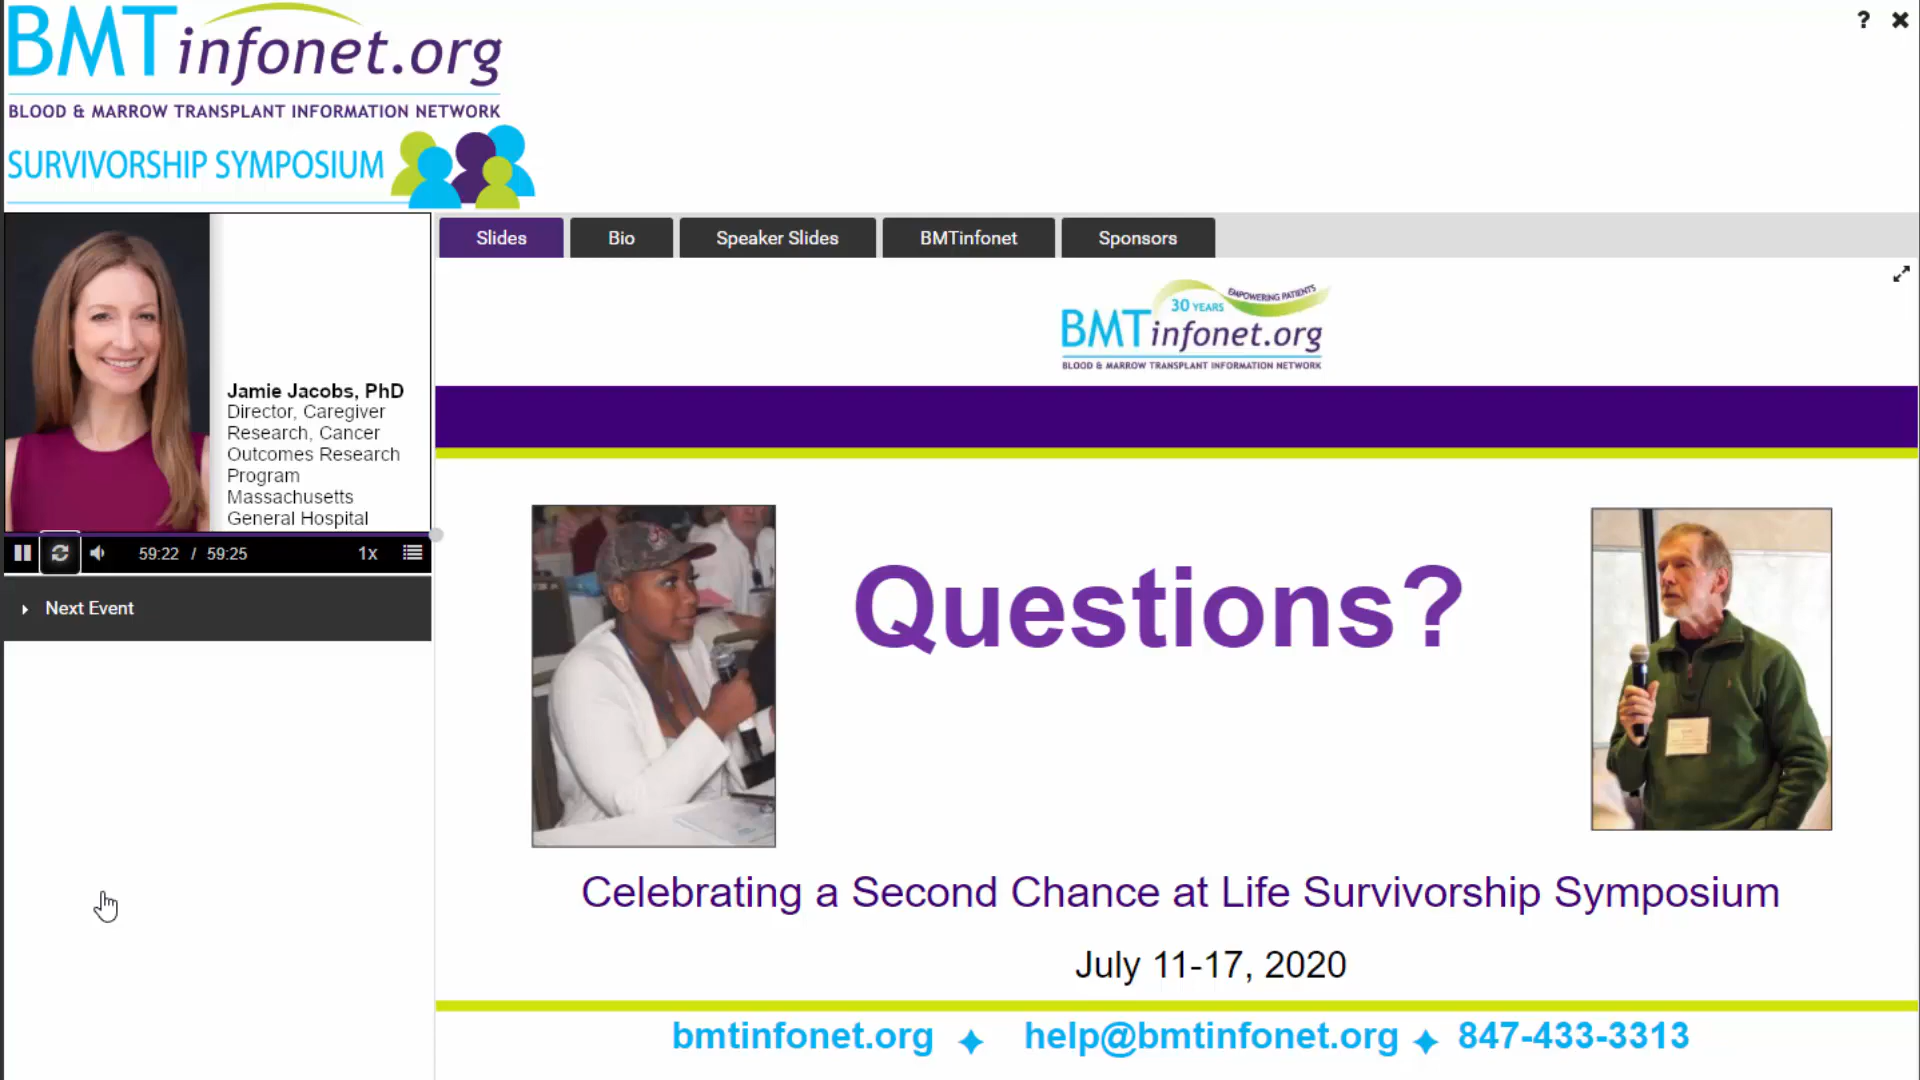 BMTinfonet.org
BLOOD & MARROW TRANSPLANT INFORMATION NETWORK
SURVIVORSHIP SYMPOSIUM
? ✖
Slides Bio Speaker Slides BMTinfonet Sponsors
30 YEARS EMPOWERING PATIENTS
BMTinfonet.org
BLOOD & MARROW TRANSPLANT INFORMATION NETWORK
Jamie Jacobs, PhD
Director, Caregiver
Research, Cancer
Outcomes Research
Program
Massachusetts
General Hospital
59:22 / 59:25 1x
Next Event
Questions?
Celebrating a Second Chance at Life Survivorship Symposium
July 11-17, 2020
bmtinfonet.org ✦ help@bmtinfonet.org ✦ 847-433-3313